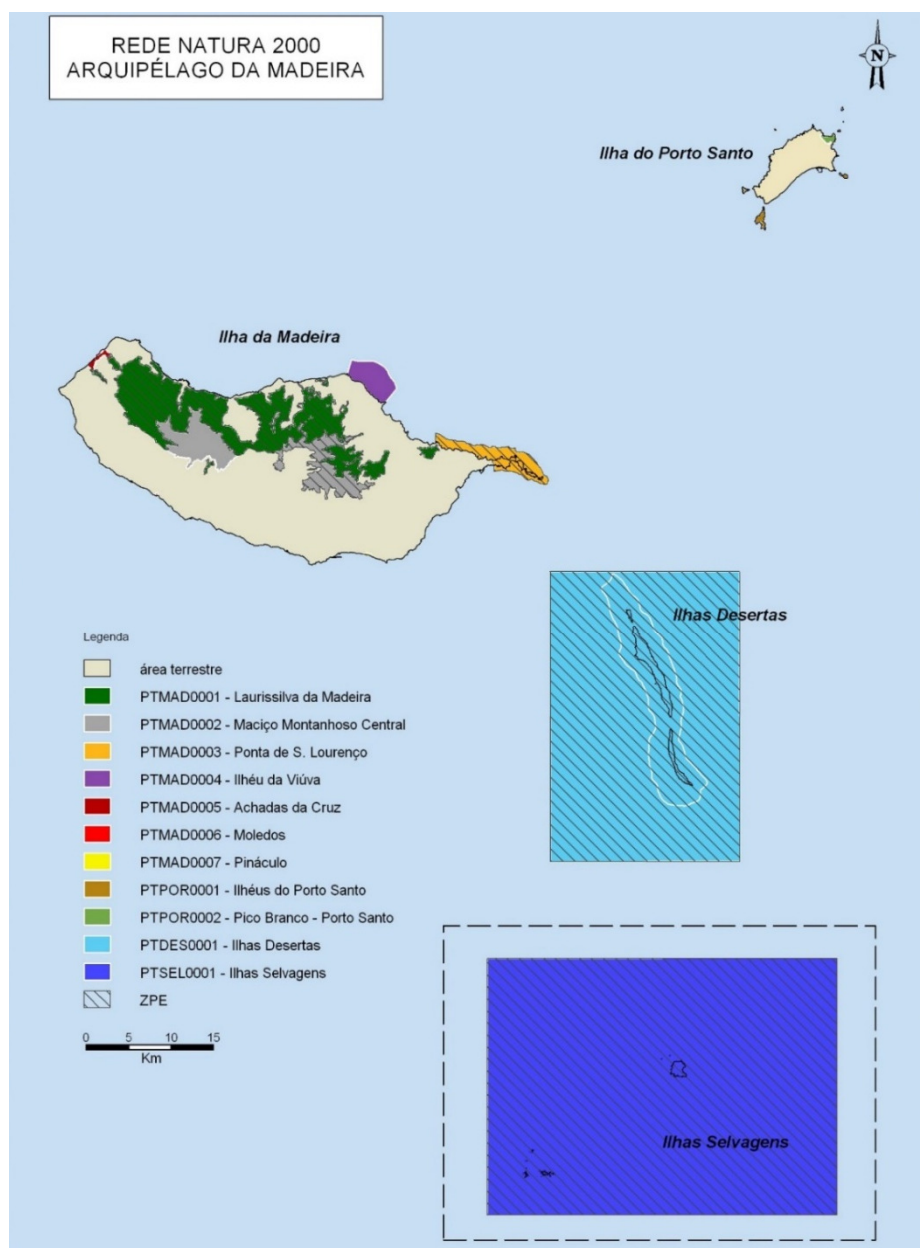 REDE NATURA 2000
ARQUIPÉLAGO DA MADEIRA
N
Ilha do Porto Santo
Ilha da Madeira
Ilhas Desertas
Legenda
área terrestre
PTMAD0001 - Laurissilva da Madeira
PTMAD0002 - Maciço Montanhoso Central
PTMAD0003 - Ponta de S. Lourenço
PTMAD0004 - Ilhéu da Viúva
PTMAD0005 - Achadas da Cruz
PTMAD0006 - Moledos
PTMAD0007 - Pináculo
PTPOR0001 - Ilhéus do Porto Santo
PTPOR0002 - Pico Branco - Porto Santo
PTDES0001 - Ilhas Desertas
PTSEL0001 - Ilhas Selvagens
ZPE
0 5 10 15
Km
Ilhas Selvagens